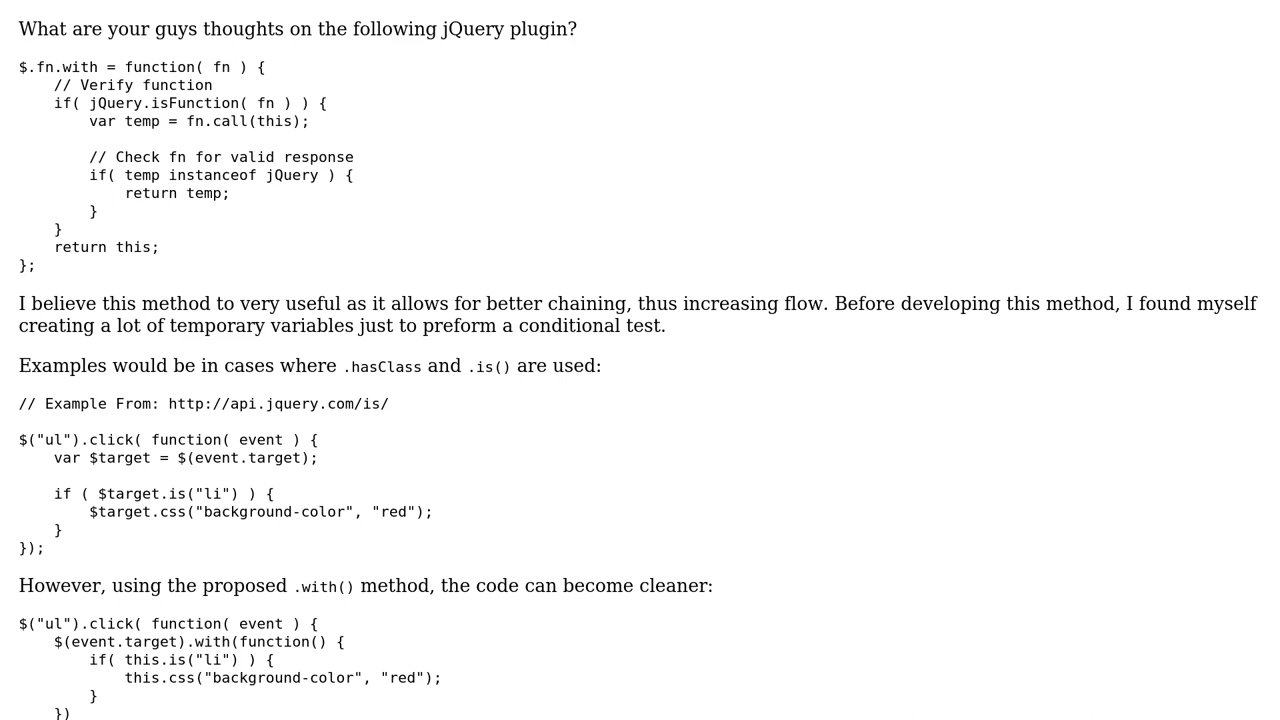 What are your guys thoughts on the following jQuery plugin?
$.fn.with = function( fn ) {
    // Verify function
    if( jQuery.isFunction( fn ) ) {
        var temp = fn.call(this);

        // Check fn for valid response
        if( temp instanceof jQuery ) {
            return temp;
        }
    }
    return this;
};
I believe this method to very useful as it allows for better chaining, thus increasing flow. Before developing this method, I found myself
creating a lot of temporary variables just to preform a conditional test.
Examples would be in cases where .hasClass and .is() are used:
// Example From: http://api.jquery.com/is/

$("ul").click( function( event ) {
    var $target = $(event.target);

    if ( $target.is("li") ) {
        $target.css("background-color", "red");
    }
});
However, using the proposed .with() method, the code can become cleaner:
$("ul").click( function( event ) {
    $(event.target).with(function() {
        if( this.is("li") ) {
            this.css("background-color", "red");
        }
    })